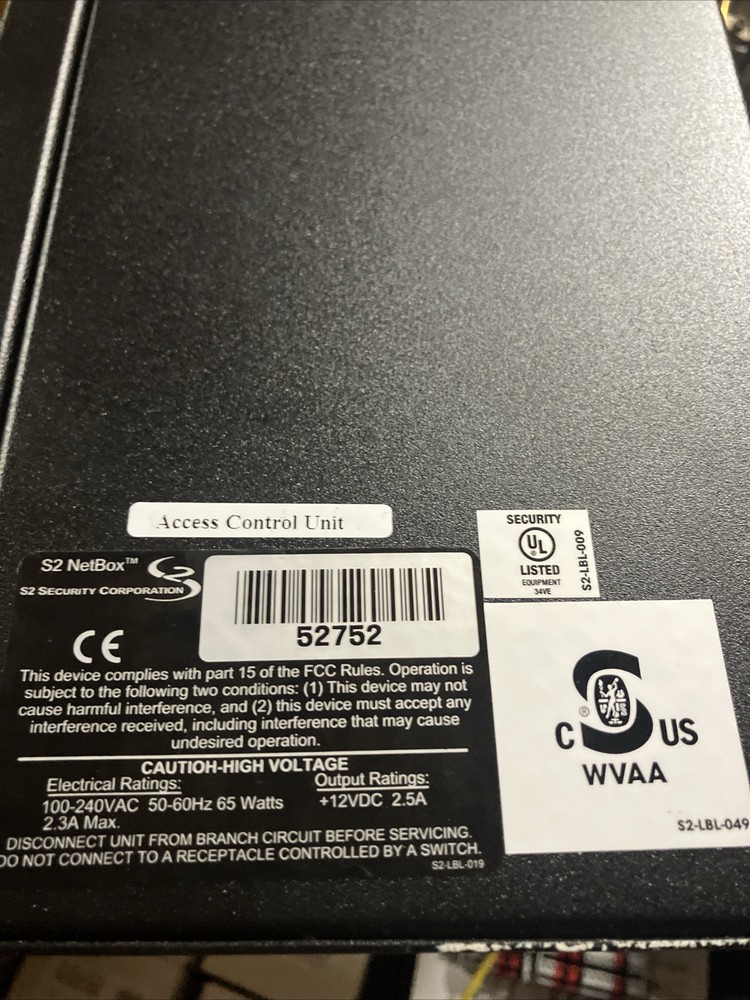 Access Control Unit
SECURITY
UL
LISTED
EQUIPMENT
34VE
S2-LBL-009
S2 NetBox™
S2
S2 SECURITY CORPORATION
52752
CE
This device complies with part 15 of the FCC Rules. Operation is
subject to the following two conditions: (1) This device may not
cause harmful interference, and (2) this device must accept any
interference received, including interference that may cause
undesired operation.
CAUTIOH-HIGH VOLTAGE
Electrical Ratings:
100-240VAC 50-60Hz 65 Watts
2.3A Max.
Output Ratings:
+12VDC 2.5A
DISCONNECT UNIT FROM BRANCH CIRCUIT BEFORE SERVICING.
DO NOT CONNECT TO A RECEPTACLE CONTROLLED BY A SWITCH.
S2-LBL-019
C S US
®
WVAA
S2-LBL-049